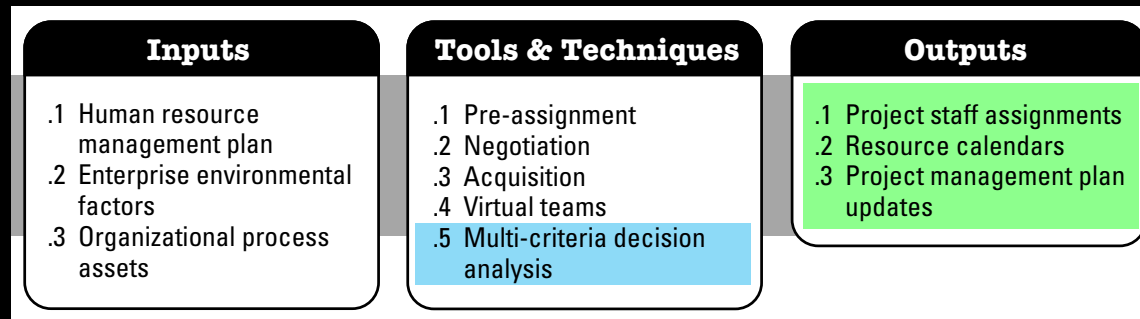 Inputs
.1 Human resource
management plan
.2 Enterprise environmental
factors
.3 Organizational process
assets
Tools & Techniques
.1 Pre-assignment
.2 Negotiation
.3 Acquisition
.4 Virtual teams
.5 Multi-criteria decision
analysis
Outputs
.1 Project staff assignments
.2 Resource calendars
.3 Project management plan
updates